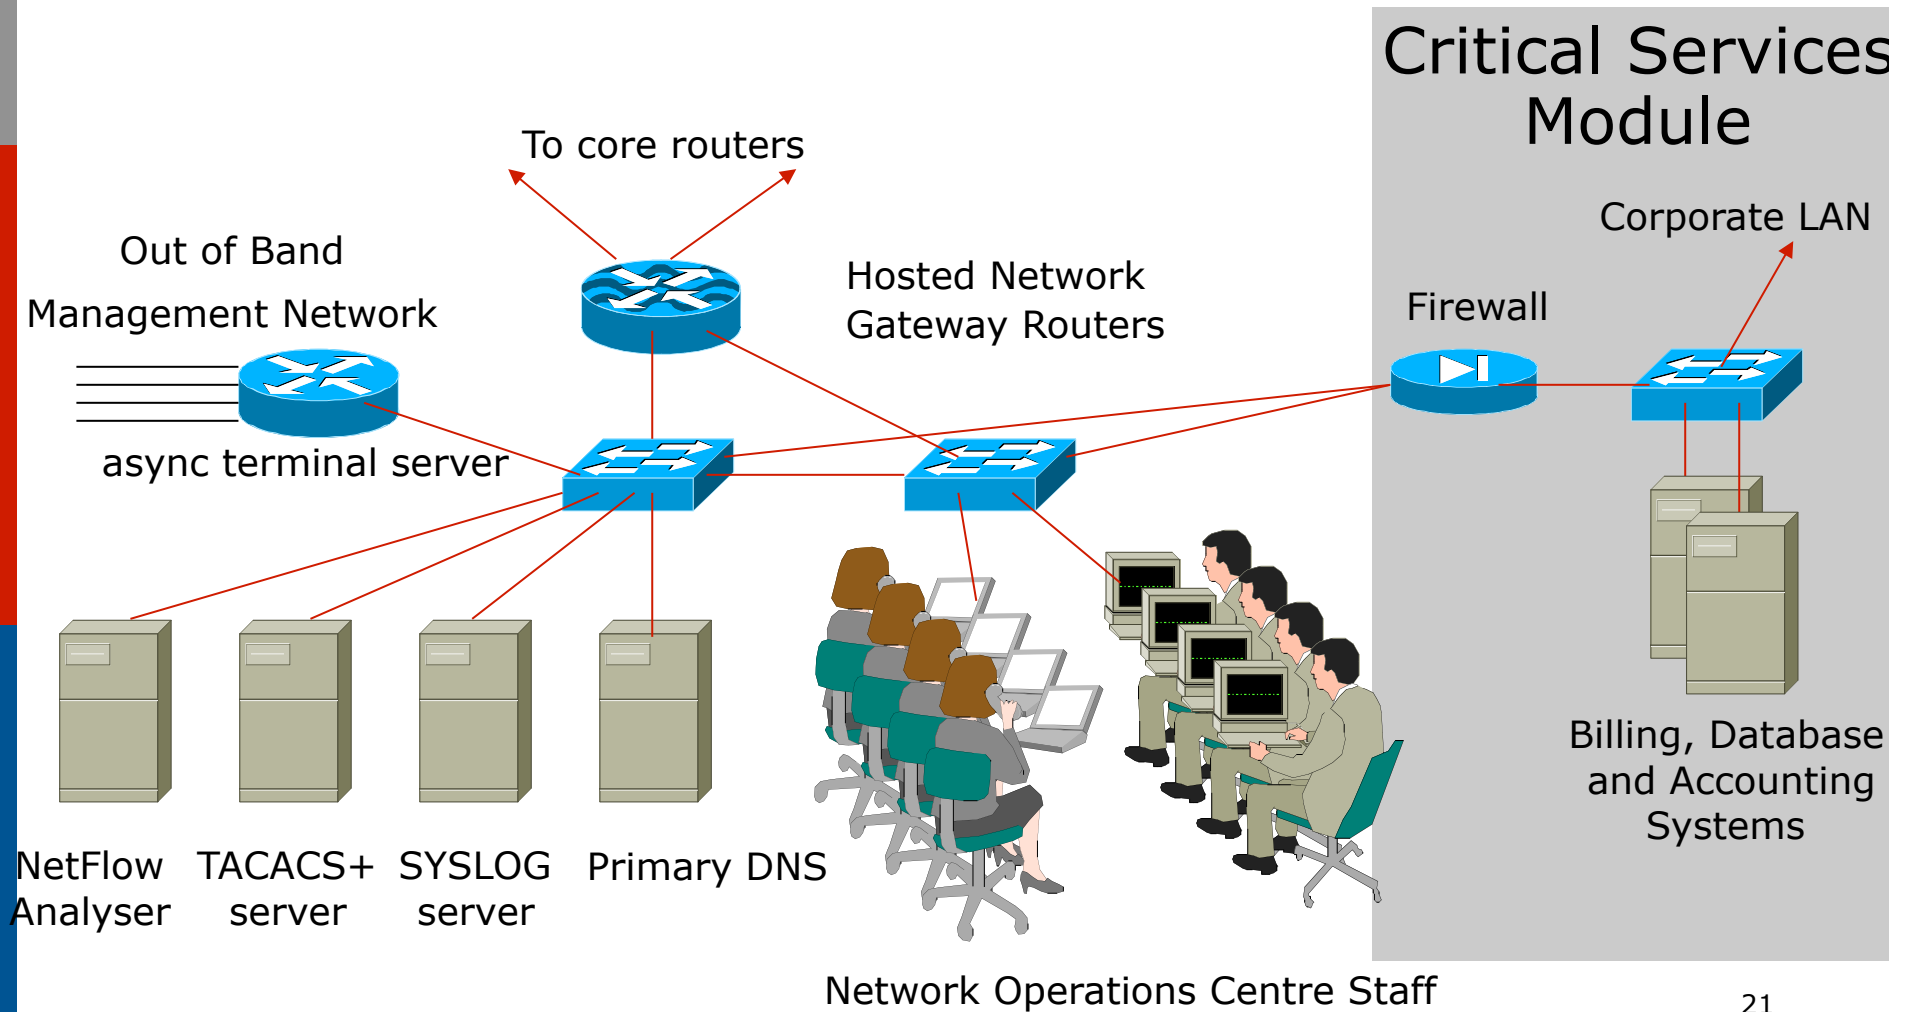 Critical Services
Module
To core routers
Corporate LAN
Out of Band
Management Network
Hosted Network
Gateway Routers
Firewall
async terminal server
Billing, Database
and Accounting
Systems
NetFlow
Analyser
TACACS+
server
SYSLOG
server
Primary DNS
Network Operations Centre Staff
21